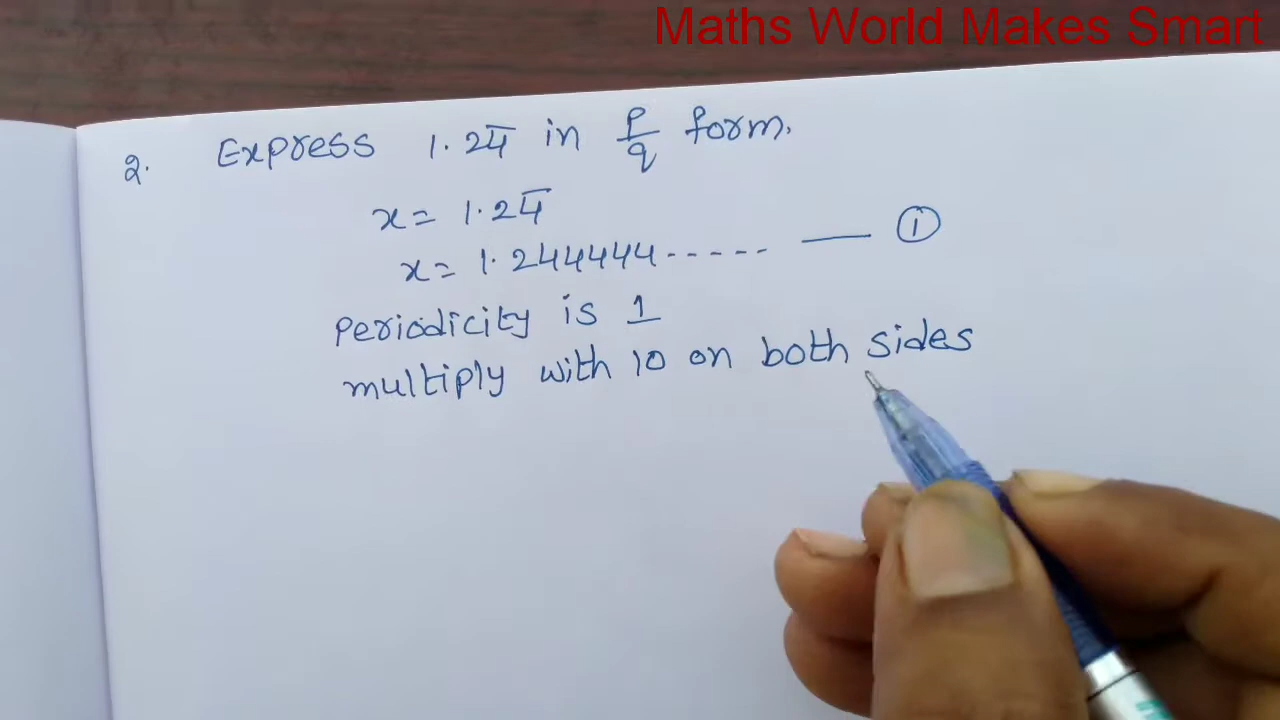 Maths World Makes Smart
2. Express 1.24̅ in p/q form.
x = 1.24̅
x = 1.244444..----- — ①
Periodicity is 1
multiply with 10 on both sides